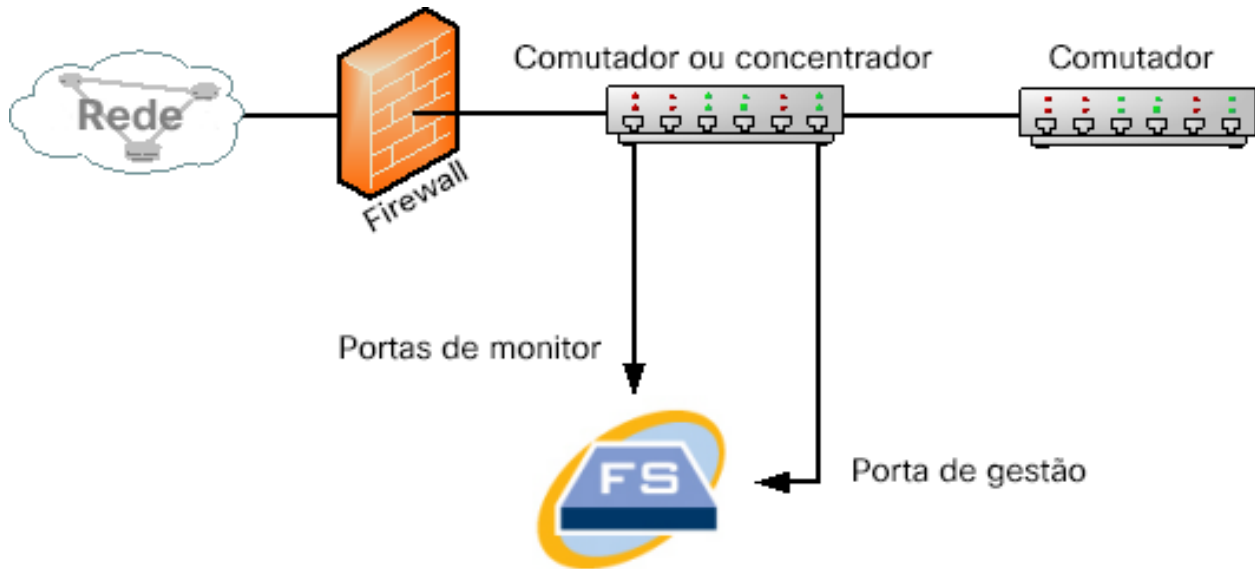 Comutador ou concentrador
Comutador
Rede
Firewall
Portas de monitor
Porta de gestão
FS